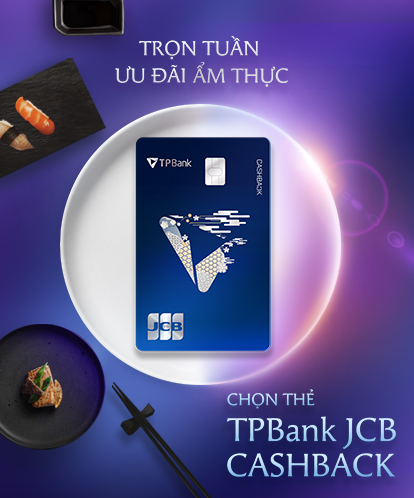 TRỌN TUẦN
ƯU ĐÃI ẨM THỰC
TPBank
CASHBACK
JCB
CHỌN THẺ
TPBank JCB
CASHBACK